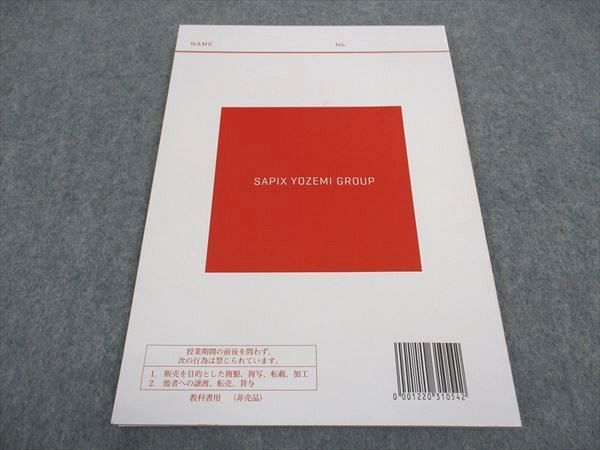 NAME No.
SAPIX YOZEMI GROUP
授業期間の前後を問わず、
次の行為は禁じられています。
1. 販売を目的とした複製、複写、転載、加工
2. 他者への譲渡、転売、貸与
教科書用 (非売品)
0 001220 310542